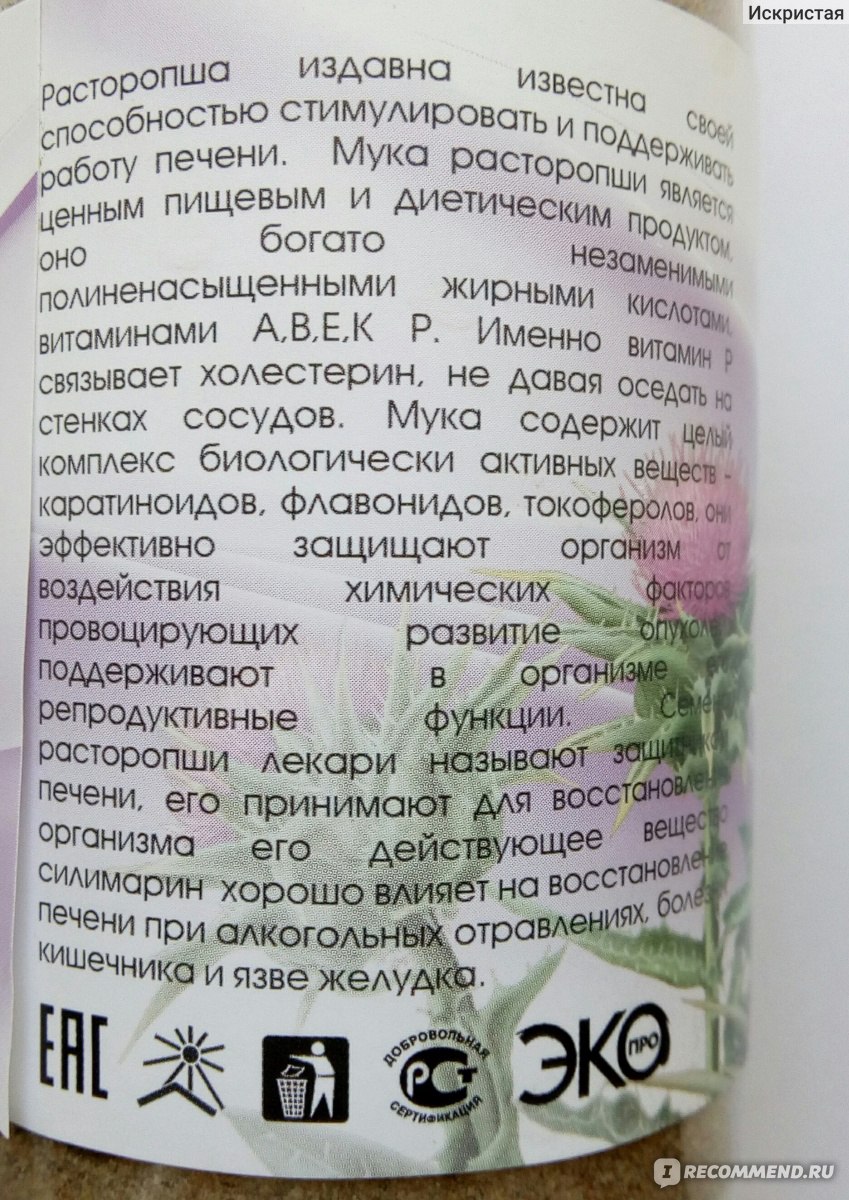 Искристая
Расторопша издавна известна своей
способностью стимулировать и поддерживать
работу печени. Мука расторопши является
ценным пищевым и диетическим продуктом,
оно богато незаменимыми
полиненасыщенными жирными кислотами,
витаминами А,В,Е,К Р. Именно витамин Р
связывает холестерин, не давая оседать на
стенках сосудов. Мука содержит целый
комплекс биологически активных веществ -
каратиноидов, флавонидов, токоферолов, они
эффективно защищают организм от
воздействия химических факторов
провоцирующих развитие
поддерживают в организме
репродуктивные функции.
расторопши лекари называют
печени, его принимают для
организма его действующее вещество
силимарин хорошо влияет на
печени при алкогольных отравлениях,
кишечника и язве желудка.
ЕАС
ДОБРОВОЛЬНАЯ
РСТ
СЕРТИФИКАЦИЯ
ЭКО
ПРО
I RECOMMEND.RU